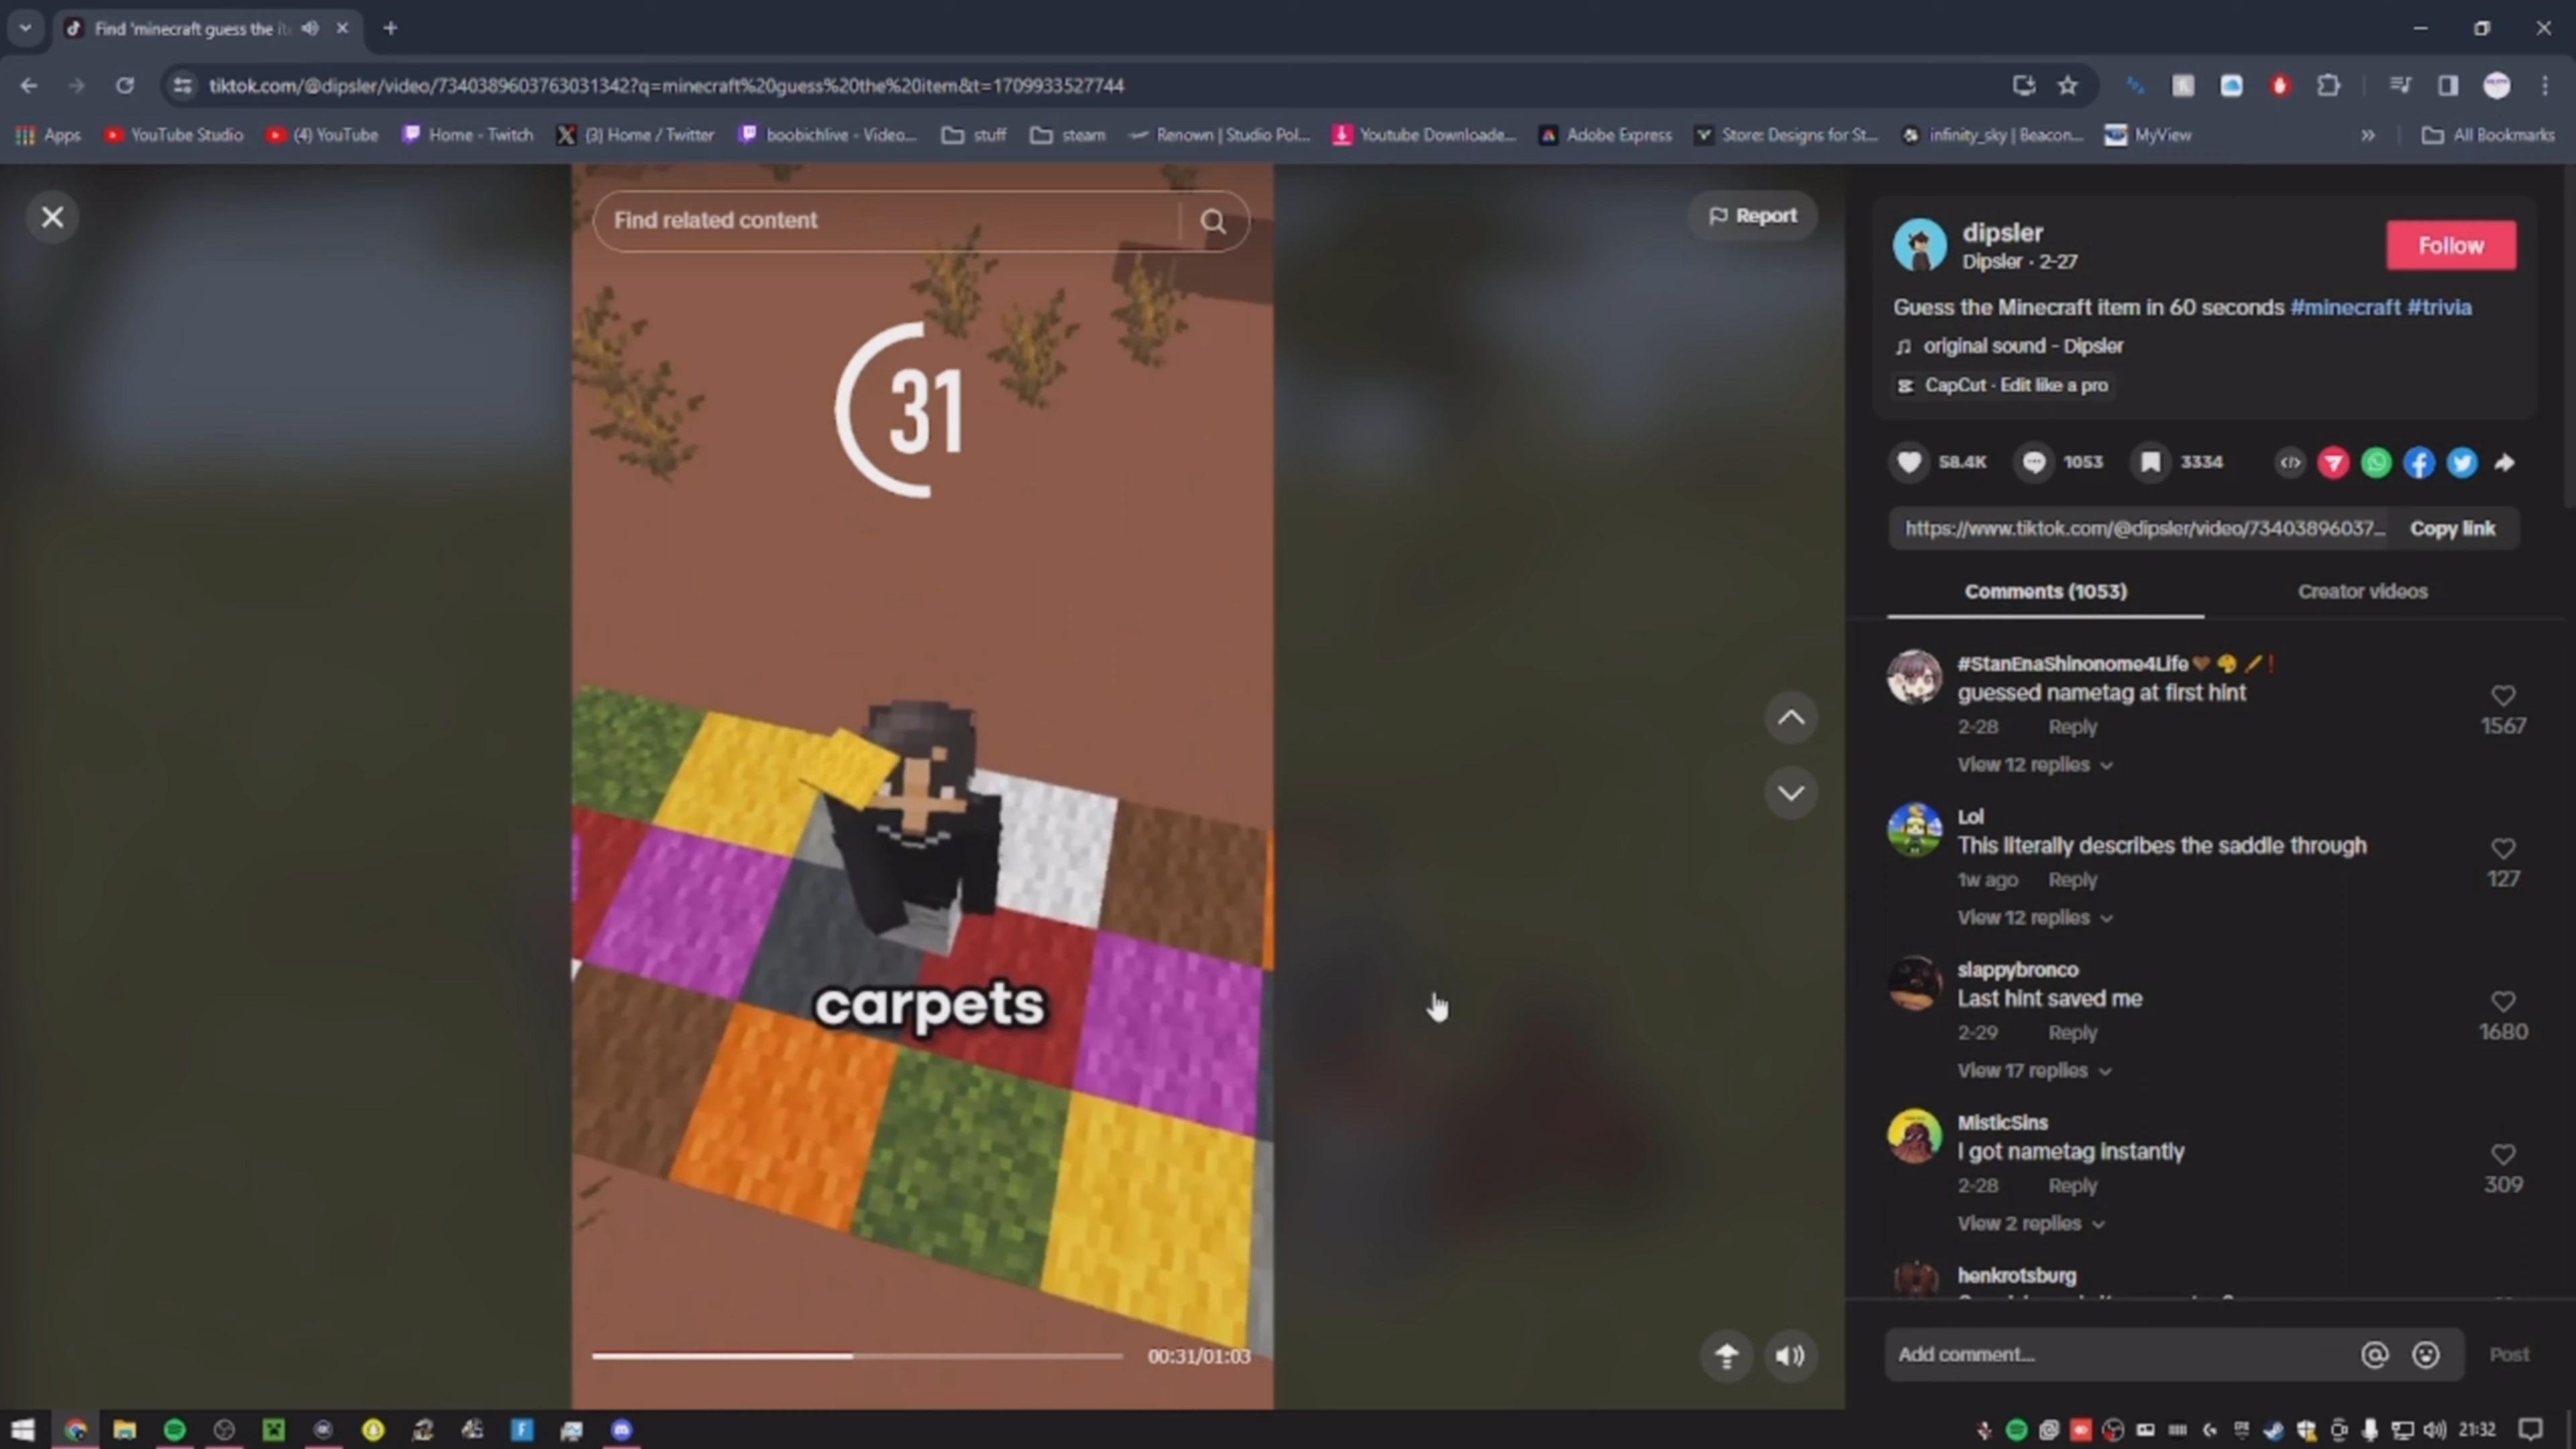 Find 'minecraft guess the it
tiktok.com/@dipsler/video/7340389603763031342?q=minecraft%20guess%20the%20item&t=1709933527744
Apps
YouTube Studio
(4) YouTube
Home - Twitch
(3) Home / Twitter
boobichlive - Video...
stuff
steam
Renown | Studio Pol...
Youtube Downloade...
Adobe Express
Store: Designs for St...
infinity_sky | Beacon...
MyView
All Bookmarks
Find related content
Report
31
carpets
00:31/01:03
dipsler
Dipsler · 2-27
Follow
Guess the Minecraft item in 60 seconds #minecraft #trivia
original sound - Dipsler
CapCut · Edit like a pro
58.4K
1053
3334
https://www.tiktok.com/@dipsler/video/73403896037...
Copy link
Comments (1053)
Creator videos
#StanEnaShinonome4Life
guessed nametag at first hint
2-28 Reply
1567
View 12 replies
Lol
This literally describes the saddle through
1w ago Reply
127
View 12 replies
slappybronco
Last hint saved me
2-29 Reply
1680
View 17 replies
MisticSins
I got nametag instantly
2-28 Reply
309
View 2 replies
henkrotsburg
Add comment...
Post
21:32